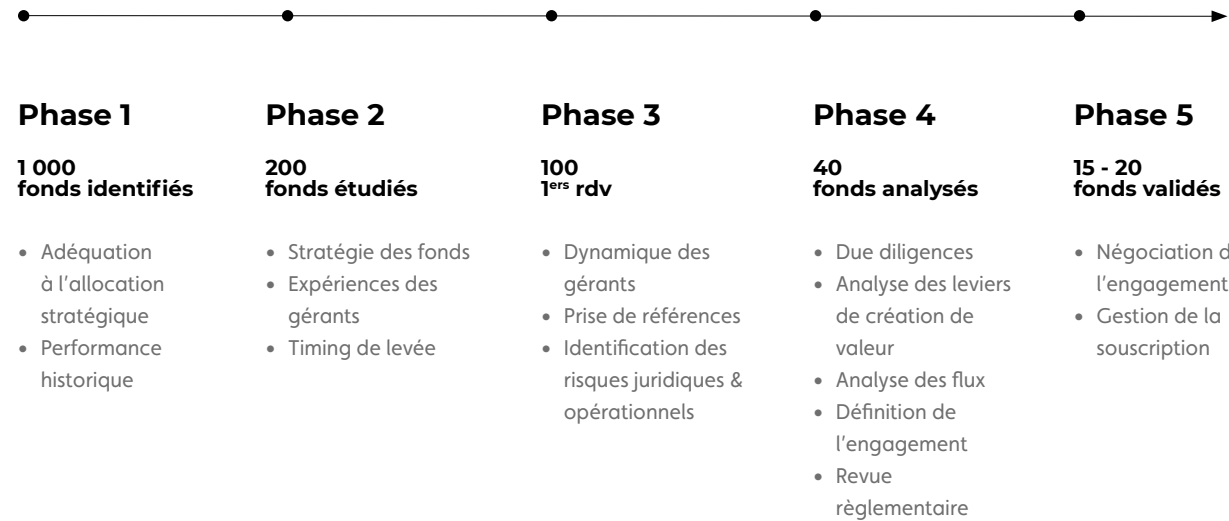 Phase 1
1 000
fonds identifiés
• Adéquation
à l’allocation
stratégique
• Performance
historique
Phase 2
200
fonds étudiés
• Stratégie des fonds
• Expériences des
gérants
• Timing de levée
Phase 3
100
1ers rdv
• Dynamique des
gérants
• Prise de références
• Identification des
risques juridiques &
opérationnels
Phase 4
40
fonds analysés
• Due diligences
• Analyse des leviers
de création de
valeur
• Analyse des flux
• Définition de
l’engagement
• Revue
règlementaire
Phase 5
15 - 20
fonds validés
• Négociation
l’engagement
• Gestion de la
souscription